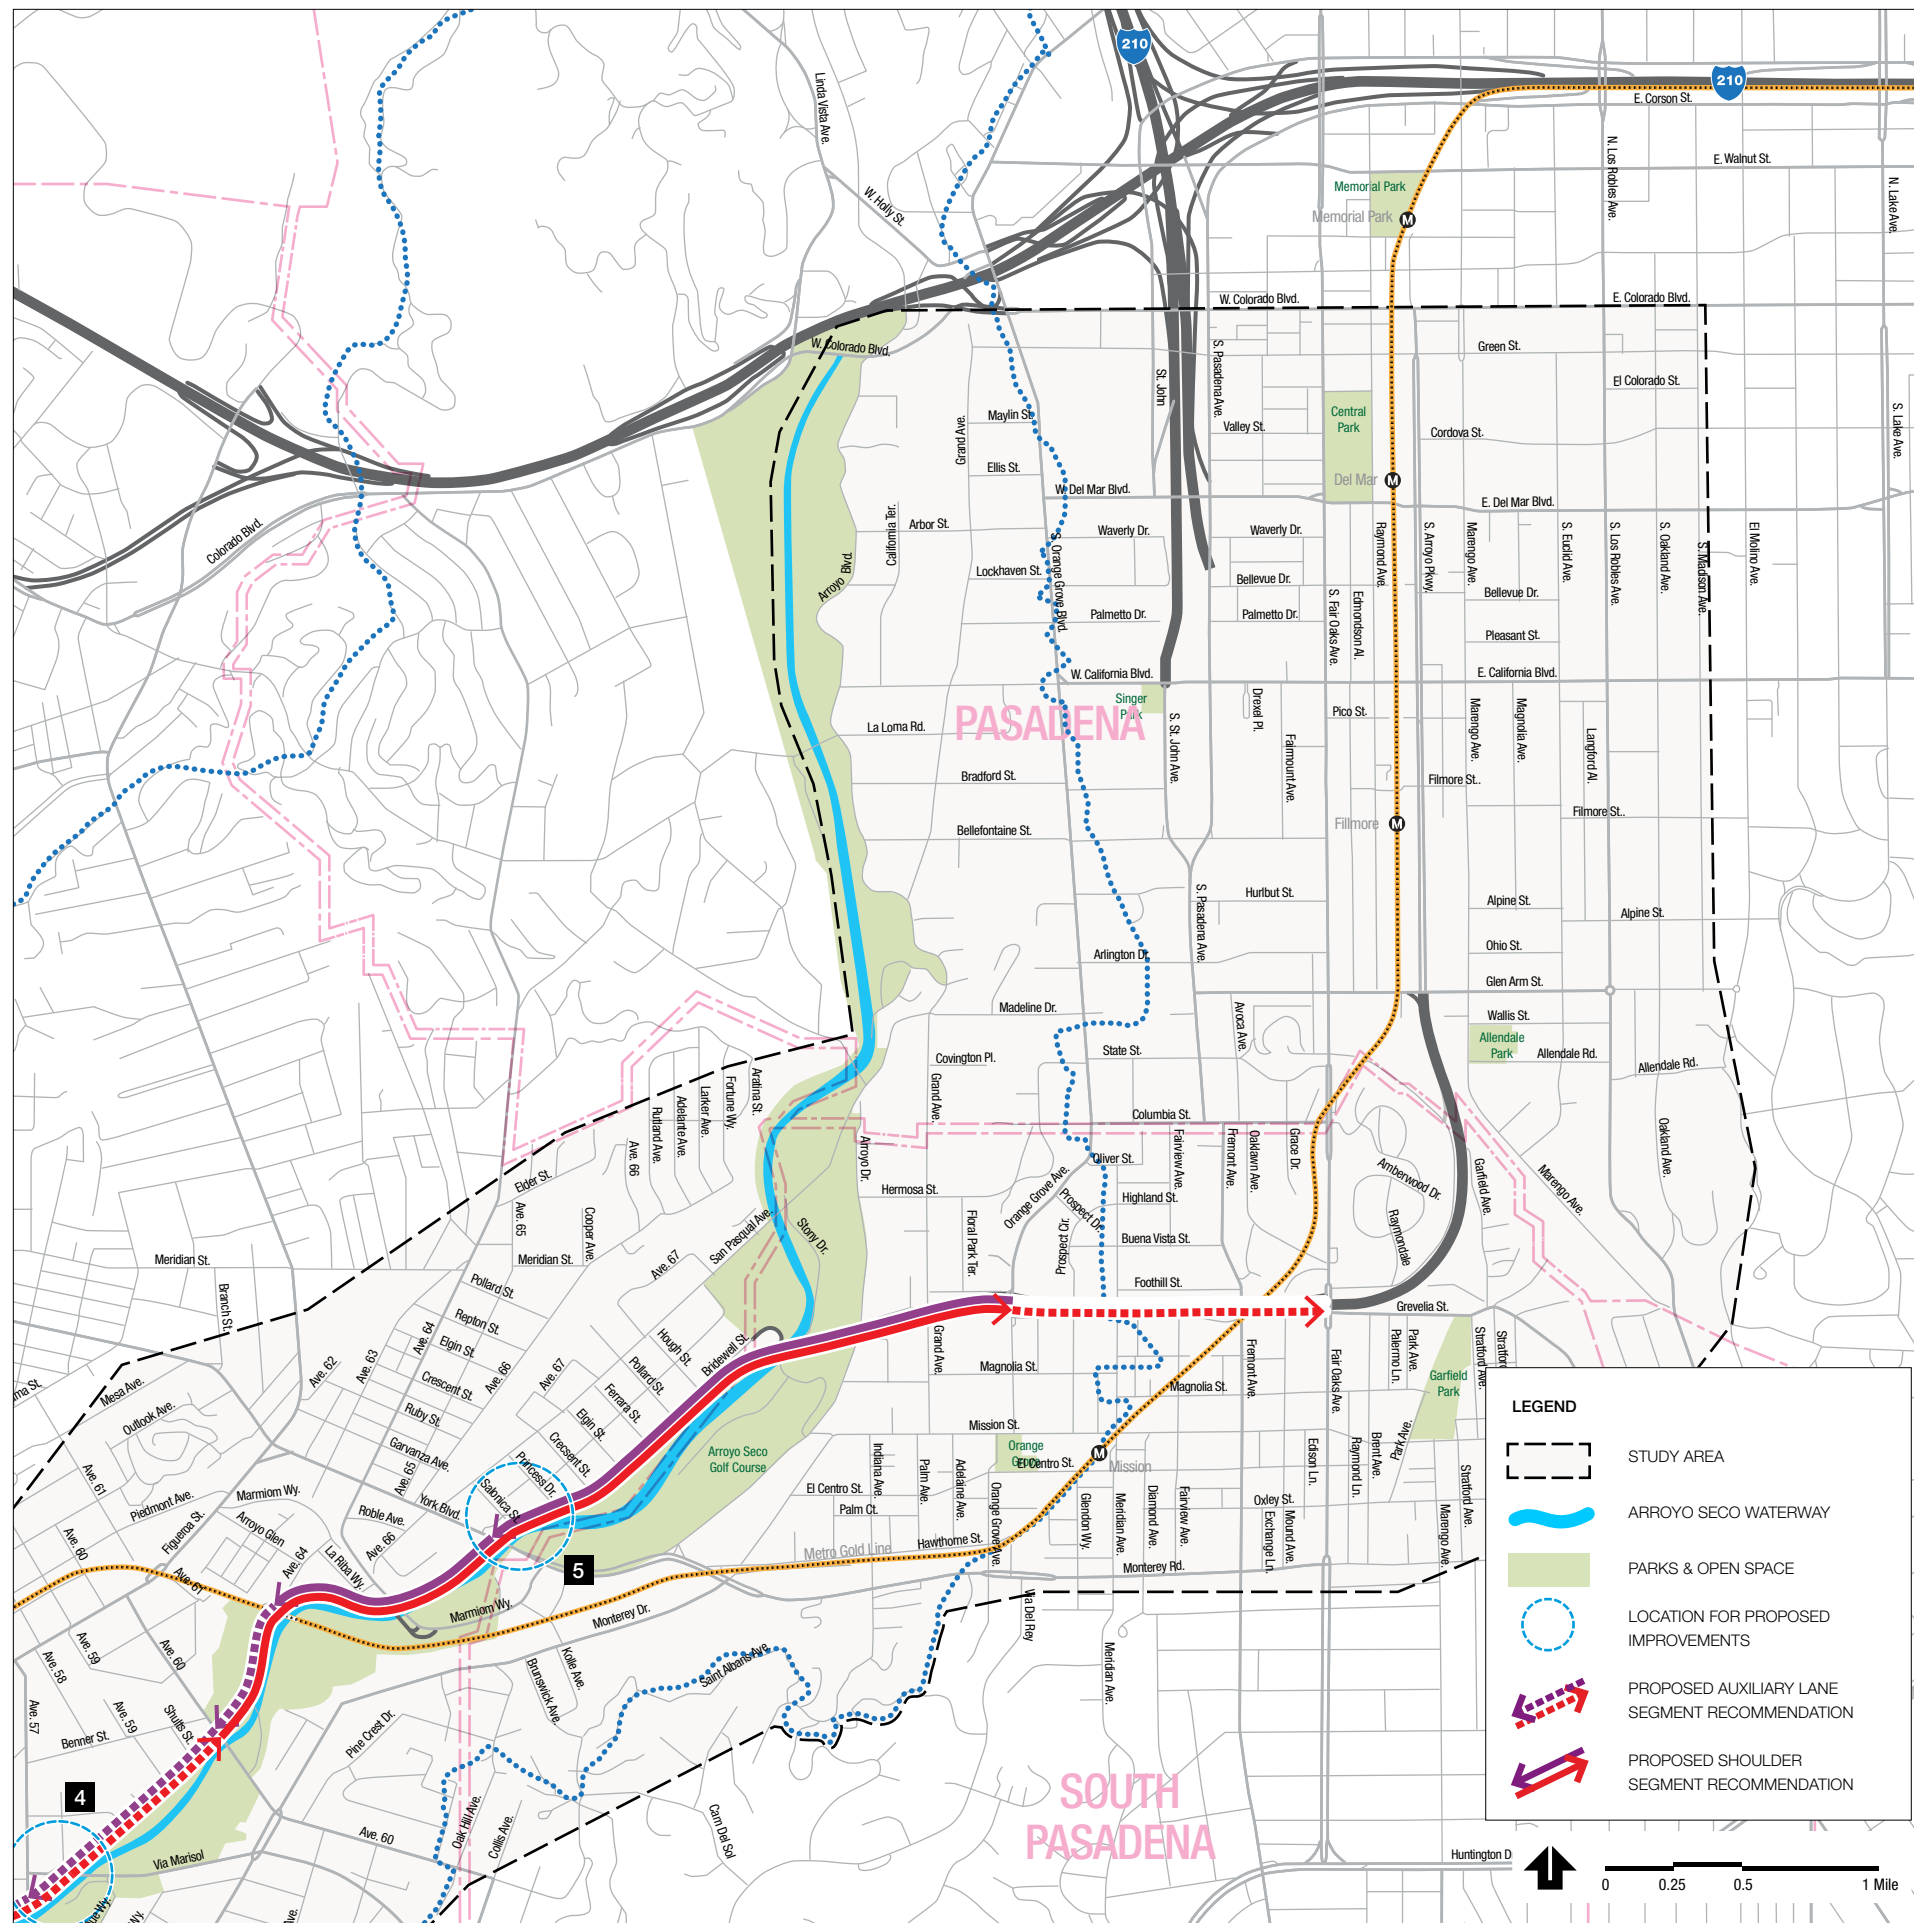 210
210
E. Corson St.
Linda Vista Ave.
N. Los Robles Ave.
E. Walnut St.
N. Lake Ave.
W. Holly St.
Memorial Park
Memorial Park
M
W. Colorado Blvd.
E. Colorado Blvd.
W. Colorado Blvd.
Green St.
S. Pasadena Ave.
St. John
El Colorado St.
Maylin St.
Grand Ave.
Central
Park
Valley St.
Cordova St.
S. Lake Ave.
Ellis St.
Del Mar
M
W. Del Mar Blvd.
E. Del Mar Blvd.
Colorado Blvd.
California Ter.
Arbor St.
Waverly Dr.
Waverly Dr.
Raymond Ave.
S. Arroyo Pkwy.
Marengo Ave.
S. Euclid Ave.
S. Los Robles Ave.
S. Oakland Ave.
S. Madison Ave.
El Molino Ave.
S. Orange Grove Blvd.
Arroyo Blvd.
Lockhaven St.
Bellevue Dr.
Bellevue Dr.
S. Fair Oaks Ave.
Edmondson Al.
Palmetto Dr.
Palmetto Dr.
Pleasant St.
W. California Blvd.
E. California Blvd.
Singer
Park
PASADENA
La Loma Rd.
S. St. John Ave.
Drexel Pl.
Fairmount Ave.
Pico St.
Marengo Ave.
Magnolia Ave.
Langford Al.
Bradford St.
Filmore St..
Filmore St..
Bellefontaine St.
Fillmore
M
S. Pasadena Ave.
Hurlbut St.
Alpine St.
Alpine St.
Arlington Dr.
Ohio St.
Glen Arm St.
Madeline Dr.
Avoca Ave.
Wallis St.
Allendale
Park
Allendale Rd.
Allendale Rd.
Covington Pl.
State St.
Grand Ave.
Aratina St.
Fortune Wy.
Larker Ave.
Adelante Ave.
Rutland Ave.
Ave. 66
Columbia St.
Arroyo Dr.
Fairview Ave.
Fremont Ave.
Oaklawn Ave.
Grace Dr.
Oakland Ave.
Oliver St.
Amberwood Dr.
Garfield Ave.
Marengo Ave.
Elder St.
Hermosa St.
Orange Grove Ave.
Prospect Dr.
Highland St.
Ave. 65
Cooper Ave.
San Pasqual Ave.
Stony Dr.
Floral Park Ter.
Prospect Cir.
Buena Vista St.
Raymondale
Meridian St.
Meridian St.
Ave. 67
Branch St.
Pollard St.
Foothill St.
Grevelia St.
Repton St.
Ave. 64
Elgin St.
Hough St.
Bridewell St.
Grand Ave.
Fremont Ave.
Fair Oaks Ave.
Palermo Ln.
Park Ave.
Stratford Ave.
Stratford
Ave. 62
Ave. 63
Crescent St.
Ave. 66
Ave. 67
Pollard St.
Magnolia St.
Magnolia St.
Garfield
Park
Mesa Ave.
Outlook Ave.
Ruby St.
Ferrara St.
Elgin St.
Mission St.
Park Ave.
Garvanza Ave.
Crecsent St.
Arroyo Seco
Golf Course
Orange
El Centro St.
M
Mission
Ave. 61
Ave. 65
Princess Dr.
Salonica St.
Indiana Ave.
Palm Ave.
Adelaine Ave.
Orange Grove Ave.
Edison Ln.
Raymond Ln.
Brent Ave.
Stratford Ave.
Marengo Ave.
Piedmont Ave.
Marmiom Wy.
Roble Ave.
York Blvd.
El Centro St.
Palm Ct.
Glendon Wy.
Meridian Ave.
Diamond Ave.
Fairview Ave.
Oxley St.
Exchange Ln.
Mound Ave.
Ave. 60
Figueroa St.
Arroyo Glen
Ave. 66
Metro Gold Line
Hawthorne St.
Ave. 64
La Riba Wy.
Ave. 61
5
Monterey Rd.
Marmiom Wy.
Monterey Dr.
Via Del Rey
Ave. 58
Ave. 59
Ave. 60
Kolle Ave.
Brunswick Ave.
Saint Albans Ave.
Meridian Ave.
Ave. 57
Ave. 59
Shults St.
Benner St.
Pine Crest Dr.
4
SOUTH
PASADENA
Oak Hill Ave.
Collis Ave.
Cam Del Sol
Ave. 60
Via Marisol
Huntington D
LEGEND
STUDY AREA
ARROYO SECO WATERWAY
PARKS & OPEN SPACE
LOCATION FOR PROPOSED
IMPROVEMENTS
PROPOSED AUXILIARY LANE
SEGMENT RECOMMENDATION
PROPOSED SHOULDER
SEGMENT RECOMMENDATION
0 0.25 0.5 1 Mile